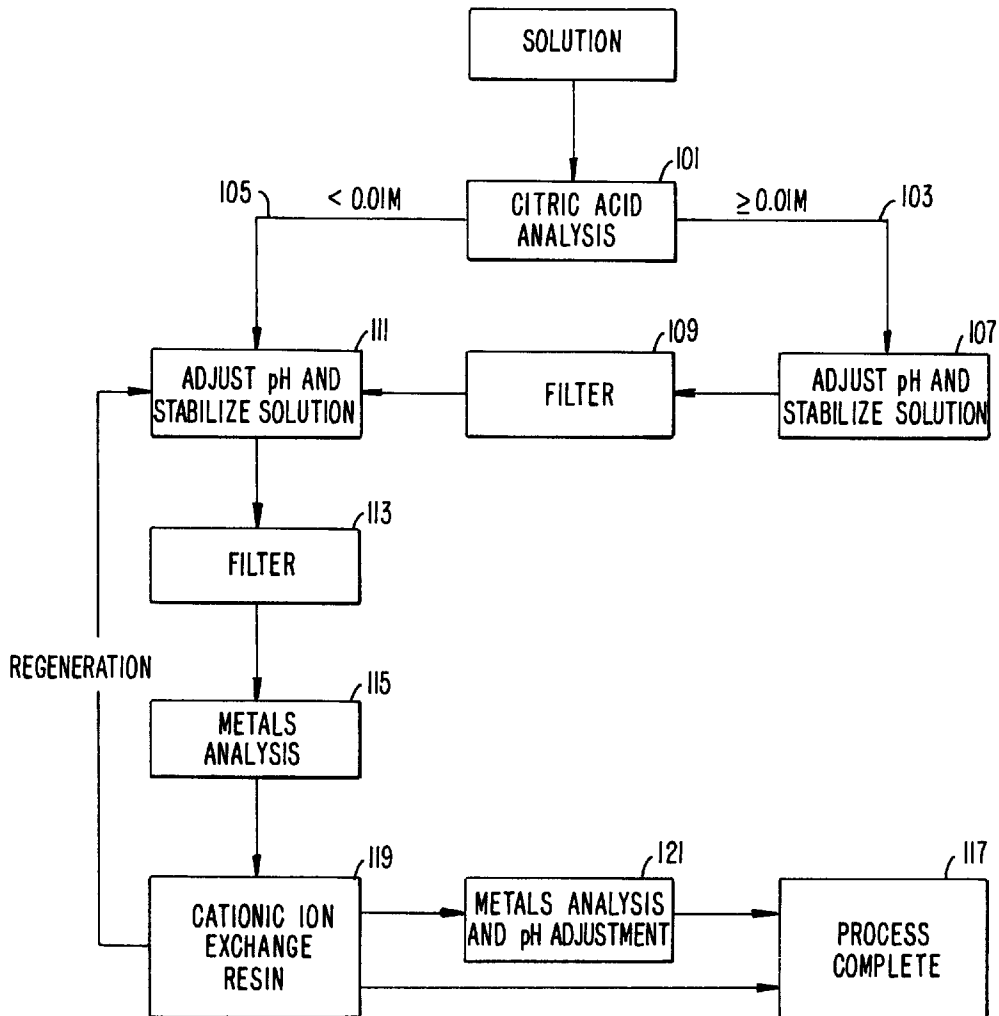 SOLUTION
101
CITRIC ACID
ANALYSIS
105
< 0.01M
≥ 0.01M
103
111
ADJUST pH AND
STABILIZE SOLUTION
109
FILTER
107
ADJUST pH AND
STABILIZE SOLUTION
113
FILTER
REGENERATION
115
METALS
ANALYSIS
119
CATIONIC ION
EXCHANGE
RESIN
121
METALS ANALYSIS
AND pH ADJUSTMENT
117
PROCESS
COMPLETE